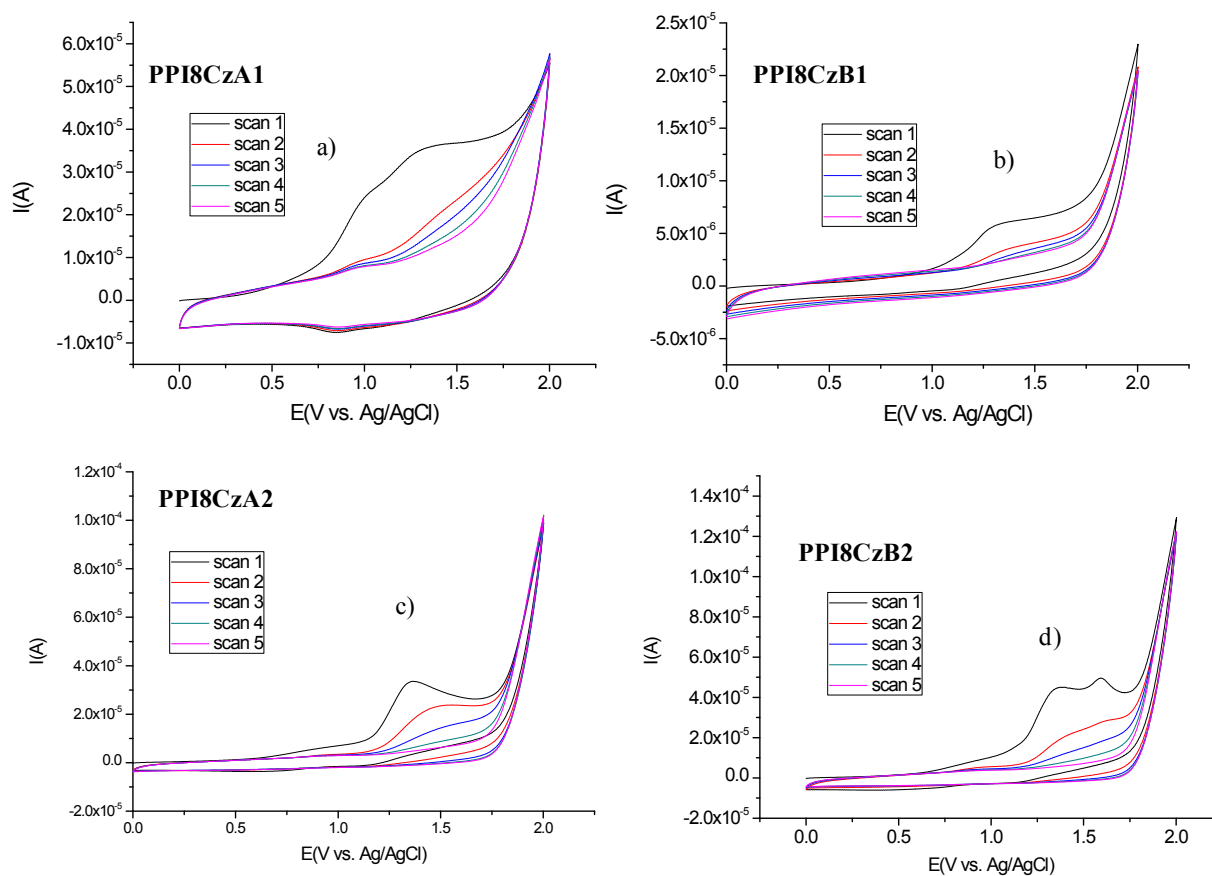 PPI8CzA1
a)
scan 1
scan 2
scan 3
scan 4
scan 5
6.0x10⁻⁵
5.0x10⁻⁵
4.0x10⁻⁵
3.0x10⁻⁵
2.0x10⁻⁵
1.0x10⁻⁵
0.0
-1.0x10⁻⁵
I(A)
0.0 0.5 1.0 1.5 2.0
E(V vs. Ag/AgCl)
PPI8CzB1
b)
scan 1
scan 2
scan 3
scan 4
scan 5
2.5x10⁻⁵
2.0x10⁻⁵
1.5x10⁻⁵
1.0x10⁻⁵
5.0x10⁻⁶
0.0
-5.0x10⁻⁶
I(A)
0.0 0.5 1.0 1.5 2.0
E(V vs. Ag/AgCl)
PPI8CzA2
c)
scan 1
scan 2
scan 3
scan 4
scan 5
1.2x10⁻⁴
1.0x10⁻⁴
8.0x10⁻⁵
6.0x10⁻⁵
4.0x10⁻⁵
2.0x10⁻⁵
0.0
-2.0x10⁻⁵
I(A)
0.0 0.5 1.0 1.5 2.0
E(V vs. Ag/AgCl)
PPI8CzB2
d)
scan 1
scan 2
scan 3
scan 4
scan 5
1.4x10⁻⁴
1.2x10⁻⁴
1.0x10⁻⁴
8.0x10⁻⁵
6.0x10⁻⁵
4.0x10⁻⁵
2.0x10⁻⁵
0.0
-2.0x10⁻⁵
I(A)
0.0 0.5 1.0 1.5 2.0
E(V vs. Ag/AgCl)